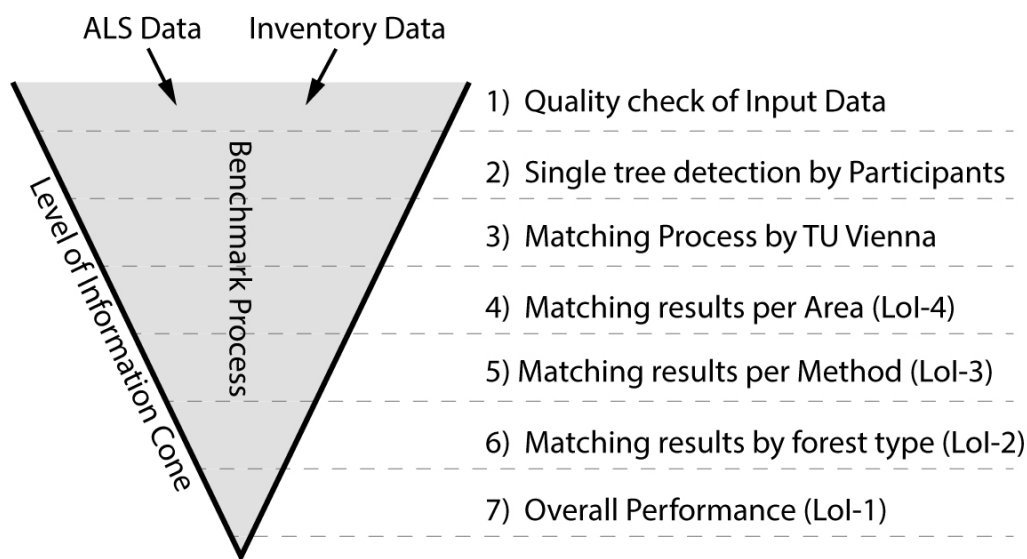 ALS Data
Inventory Data
Level of Information Cone
Benchmark Process
1) Quality check of Input Data
2) Single tree detection by Participants
3) Matching Process by TU Vienna
4) Matching results per Area (LoI-4)
5) Matching results per Method (LoI-3)
6) Matching results by forest type (LoI-2)
7) Overall Performance (LoI-1)